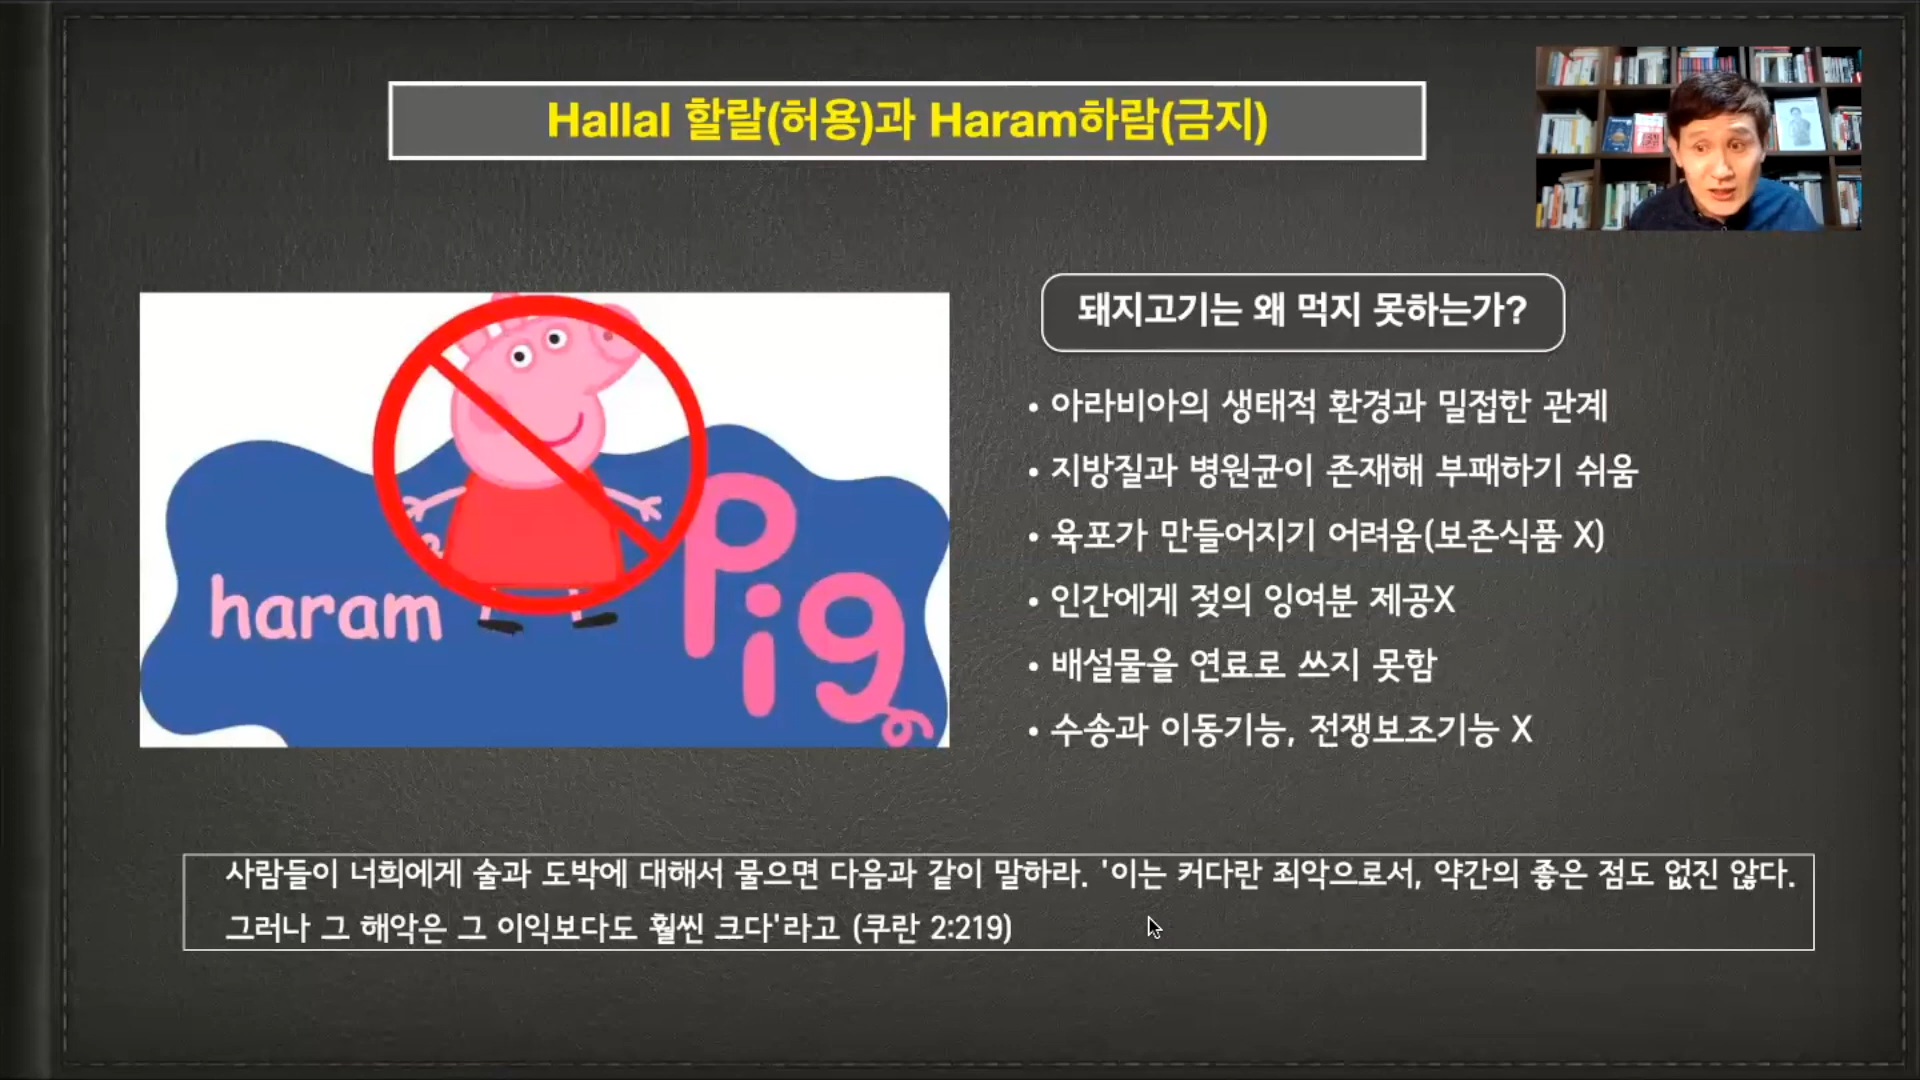 Hallal 할랄(허용)과 Haram하람(금지)
haram
Pig
돼지고기는 왜 먹지 못하는가?
• 아라비아의 생태적 환경과 밀접한 관계
• 지방질과 병원균이 존재해 부패하기 쉬움
• 육포가 만들어지기 어려움(보존식품 X)
• 인간에게 젖의 잉여분 제공X
• 배설물을 연료로 쓰지 못함
• 수송과 이동기능, 전쟁보조기능 X
사람들이 너희에게 술과 도박에 대해서 물으면 다음과 같이 말하라. '이는 커다란 죄악으로서, 약간의 좋은 점도 없진 않다.
그러나 그 해악은 그 이익보다도 훨씬 크다'라고 (쿠란 2:219)